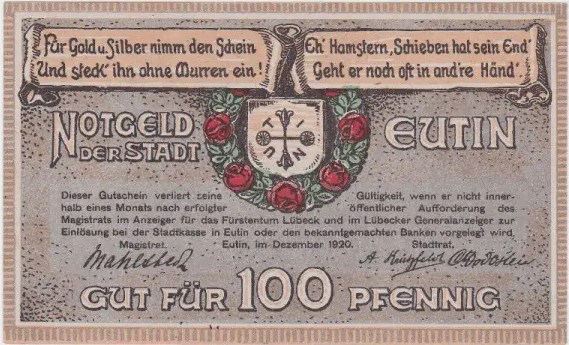 Für Gold u. Silber nimm den Schein
Und steck' ihn ohne Murren ein!
Eh' Hamstern, Schieben hat sein End'
Geht er noch oft in and're Händ'
NOTGELD
DER STADT
EUTIN
E U T I N
Dieser Gutschein verliert seine Gültigkeit, wenn er nicht inner-
halb eines Monats nach erfolgter öffentlicher Aufforderung des
Magistrats im Anzeiger für das Fürstentum Lübeck und im Lübecker Generalanzeiger zur
Einlösung bei der Stadtkasse in Eutin oder den bekanntgemachten Banken vorgelegt wird.
Magistrat. Eutin, im Dezember 1920. Stadtrat.
Mahlstedt
GUT FÜR 100 PFENNIG